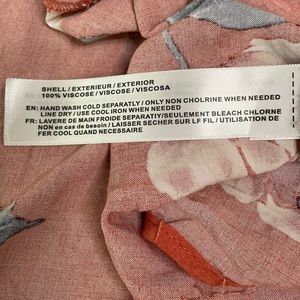 SHELL / EXTERIEUR / EXTERIOR
100% VISCOSE / VISCOSE / VISCOSA
EN: HAND WASH COLD SEPARATLY / ONLY NON CHOLRINE WHEN NEEDED
LINE DRY / USE COOL IRON WHEN NEEDED
FR: LAVERE DE MAIN FROIDE SEPARATIY/SEULEMENT BLEACH CHLORNE
NON en cas de besoin / LAISSER SECHER SUR LF FIL / UTILISATION DE
FER COOL QUAND NECESSAIRE